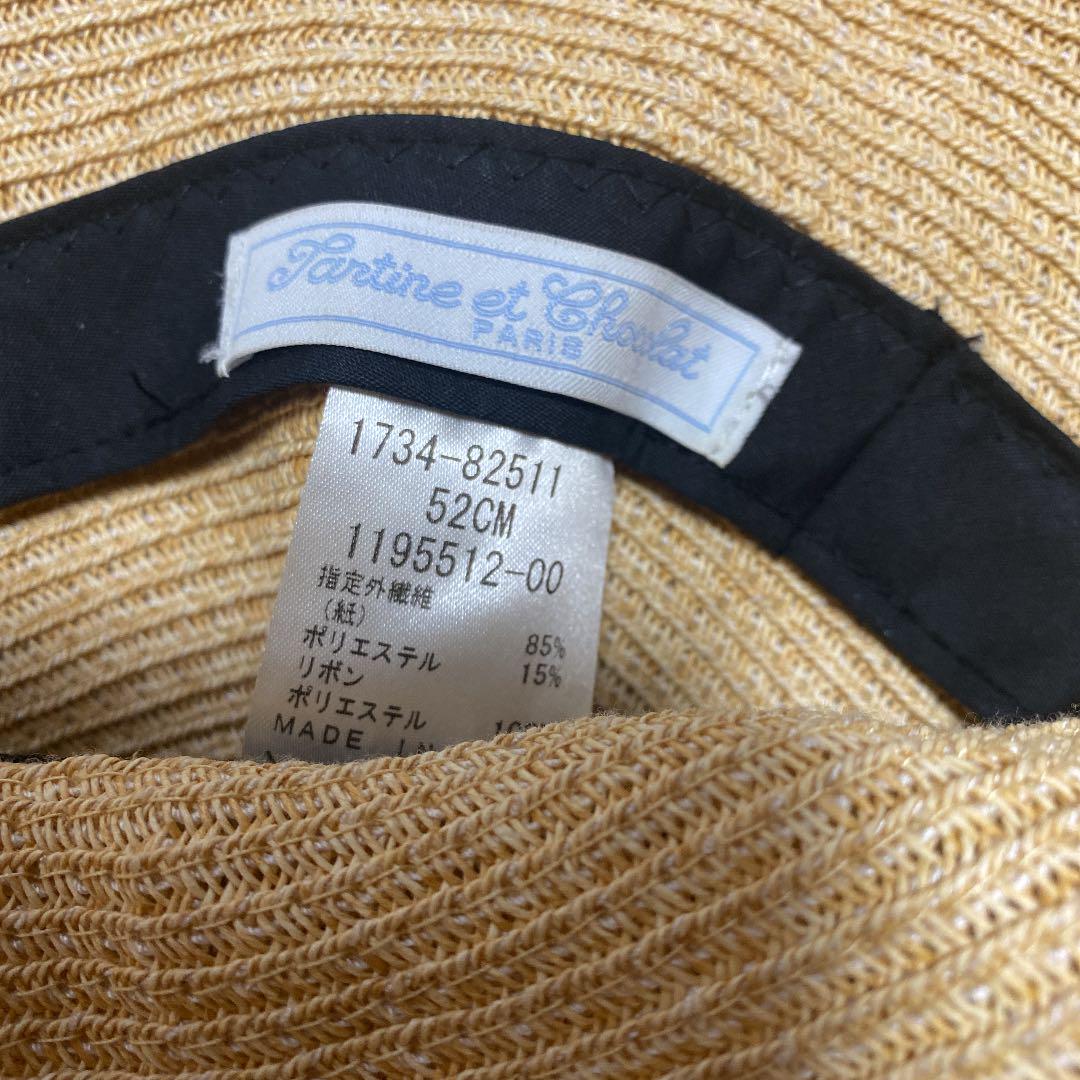 Tartine et Chocolat
PARIS
1734-82511
52CM
1195512-00
指定外繊維
(紙) 85%
ポリエステル 15%
リボン
ポリエステル
MADE